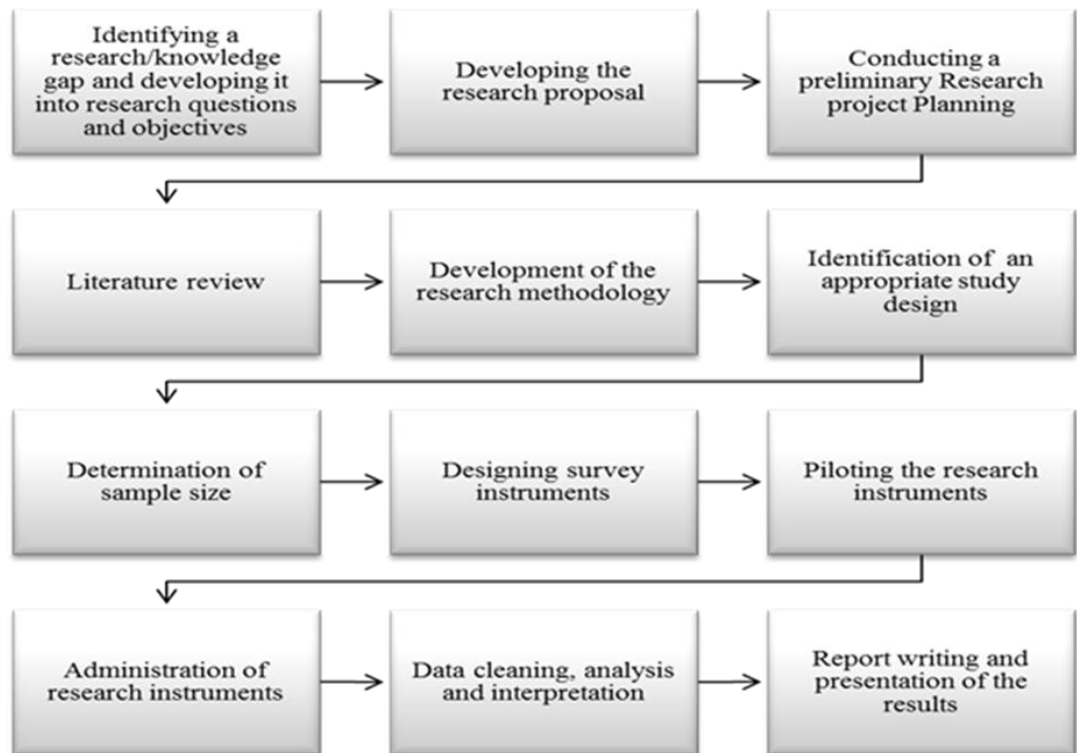 Identifying a
research/knowledge
gap and developing it
into research questions
and objectives
Developing the
research proposal
Conducting a
preliminary Research
project Planning
Literature review
Development of the
research methodology
Identification of an
appropriate study
design
Determination of
sample size
Designing survey
instruments
Piloting the research
instruments
Administration of
research instruments
Data cleaning, analysis
and interpretation
Report writing and
presentation of the
results